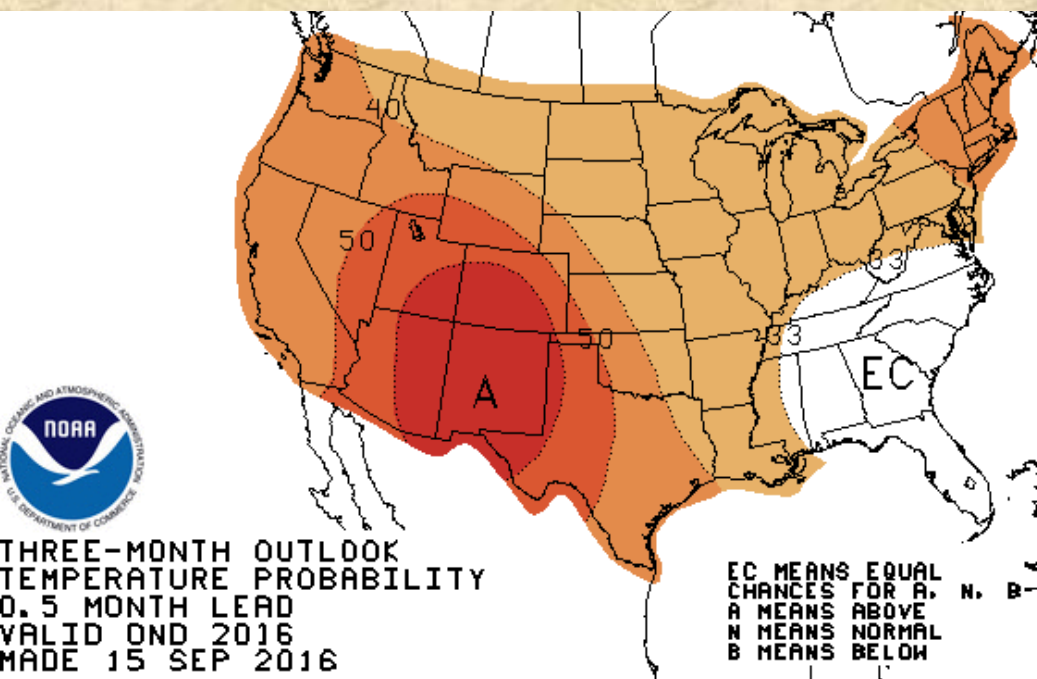 A
40
50
33
50
33
EC
A
NATIONAL OCEANIC AND ATMOSPHERIC ADMINISTRATION
NOAA
U.S. DEPARTMENT OF COMMERCE
THREE-MONTH OUTLOOK
TEMPERATURE PROBABILITY
0.5 MONTH LEAD
VALID OND 2016
MADE 15 SEP 2016
EC MEANS EQUAL
CHANCES FOR A, N, B
A MEANS ABOVE
N MEANS NORMAL
B MEANS BELOW